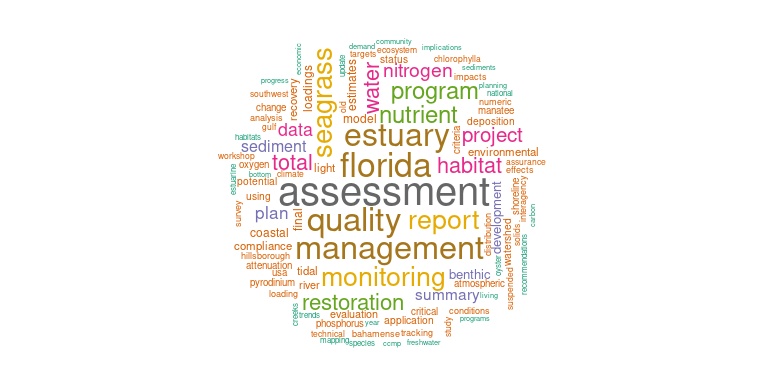 community
demand
implications
economic
targets
ecosystem
seagrass
water
status
chlorophylla
update
nitrogen
sediments
progress
recovery
loadings
estimates
program
impacts
planning
southwest
old
national
change
nutrient
numeric
manatee
analysis
model
deposition
gulf
data
estuary
criteria
project
habitats
sediment
environmental
workshop
total
florida
habitat
assurance
oxygen
light
effects
estuarine
bottom
climate
potential
assessment
development
shoreline
interagency
using
survey
plan
final
quality
report
distribution
carbon
coastal
watershed
solids
compliance
management
hillsborough
recommendations
attenuation
oyster
usa
tidal
monitoring
benthic
suspended
pyrodinium
river
atmospheric
loading
restoration
summary
living
creeks
trends
evaluation
critical
conditions
phosphorus
year
application
programs
technical
bahamense
tracking
study
mapping
species
ccmp
freshwater